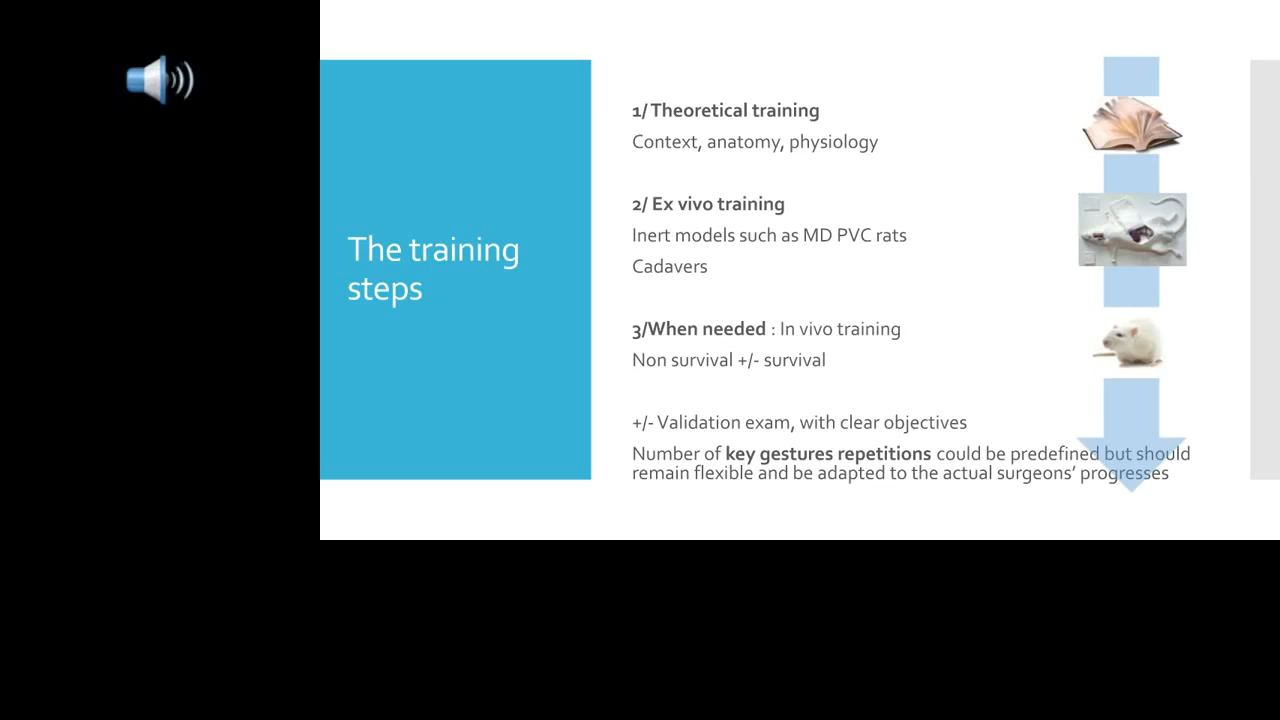 The training
steps
1/ Theoretical training
Context, anatomy, physiology
2/ Ex vivo training
Inert models such as MD PVC rats
Cadavers
3/When needed : In vivo training
Non survival +/- survival
+/- Validation exam, with clear objectives
Number of key gestures repetitions could be predefined but should
remain flexible and be adapted to the actual surgeons’ progresses